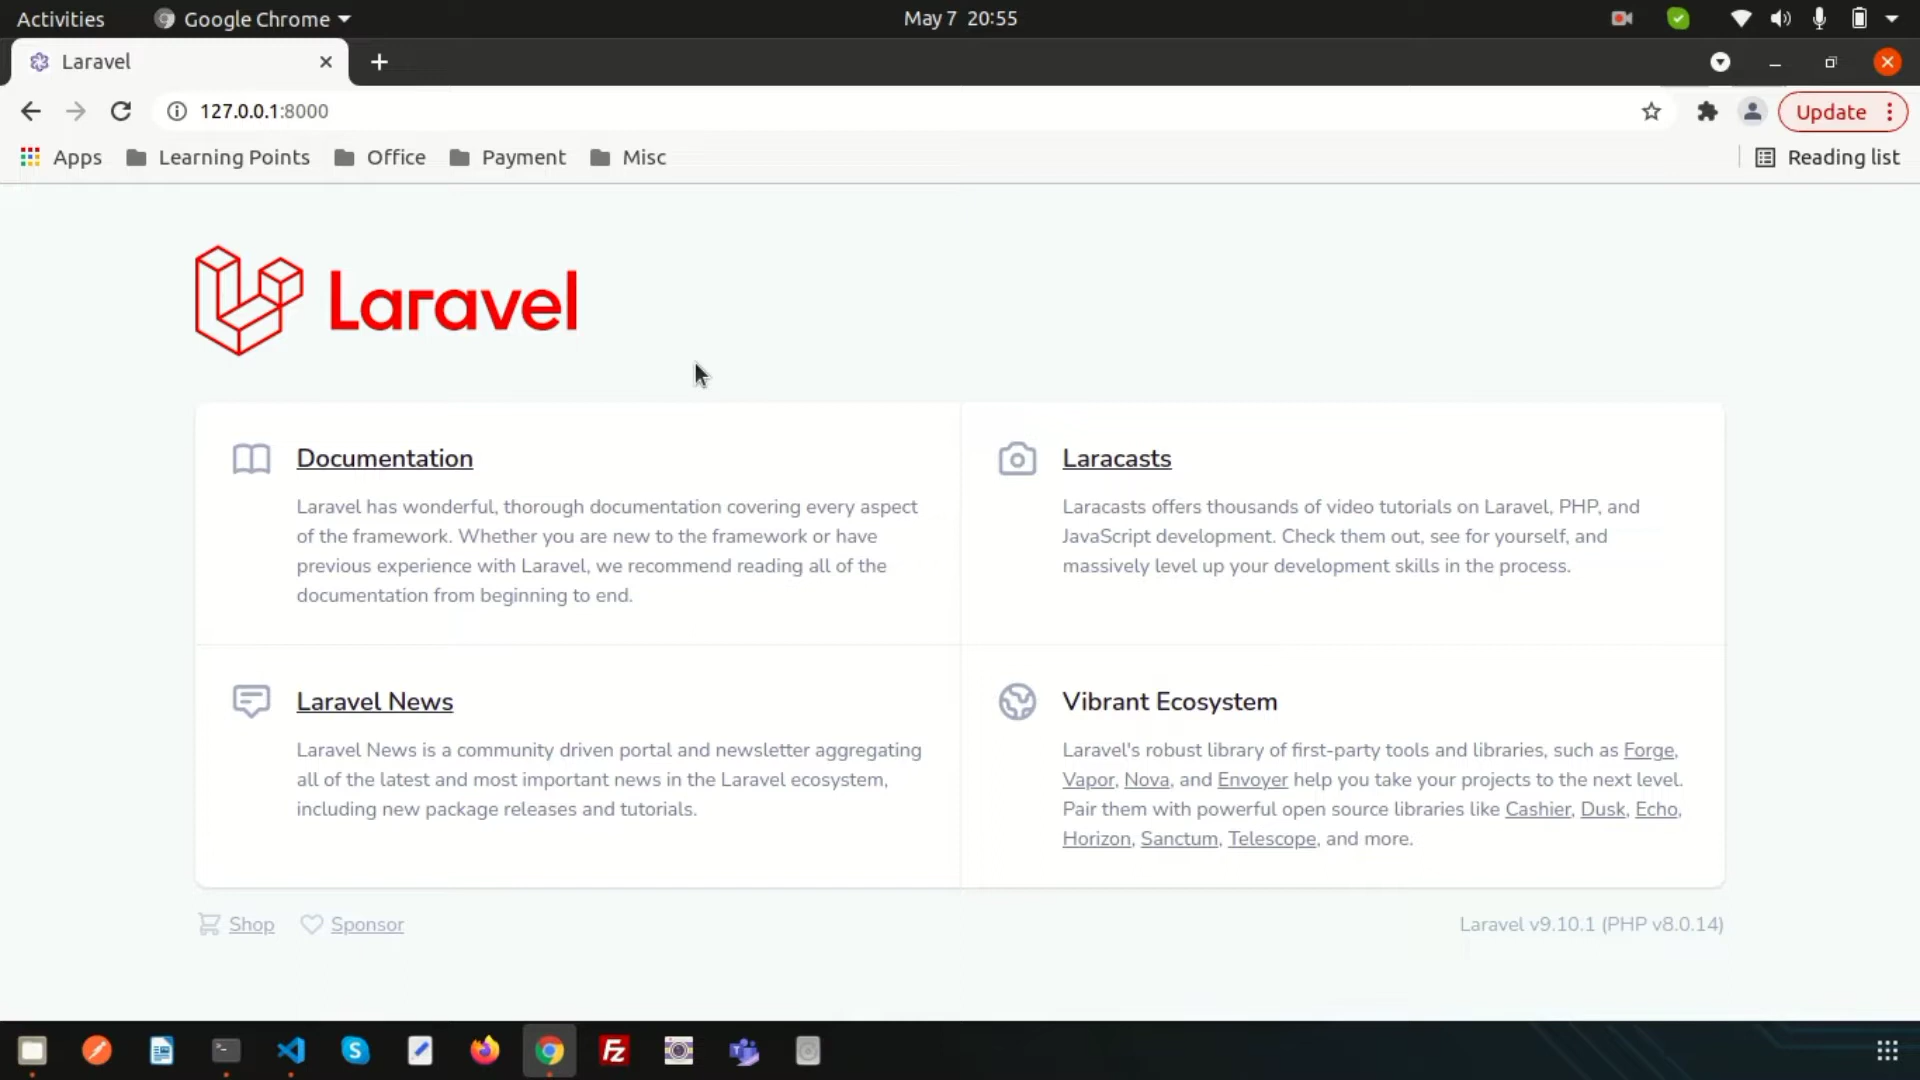 Activities Google Chrome May 7 20:55
Laravel
127.0.0.1:8000 Update
Apps Learning Points Office Payment Misc Reading list
Laravel
Documentation
Laravel has wonderful, thorough documentation covering every aspect
of the framework. Whether you are new to the framework or have
previous experience with Laravel, we recommend reading all of the
documentation from beginning to end.
Laracasts
Laracasts offers thousands of video tutorials on Laravel, PHP, and
JavaScript development. Check them out, see for yourself, and
massively level up your development skills in the process.
Laravel News
Laravel News is a community driven portal and newsletter aggregating
all of the latest and most important news in the Laravel ecosystem,
including new package releases and tutorials.
Vibrant Ecosystem
Laravel's robust library of first-party tools and libraries, such as Forge,
Vapor, Nova, and Envoyer help you take your projects to the next level.
Pair them with powerful open source libraries like Cashier, Dusk, Echo,
Horizon, Sanctum, Telescope, and more.
Shop Sponsor Laravel v9.10.1 (PHP v8.0.14)